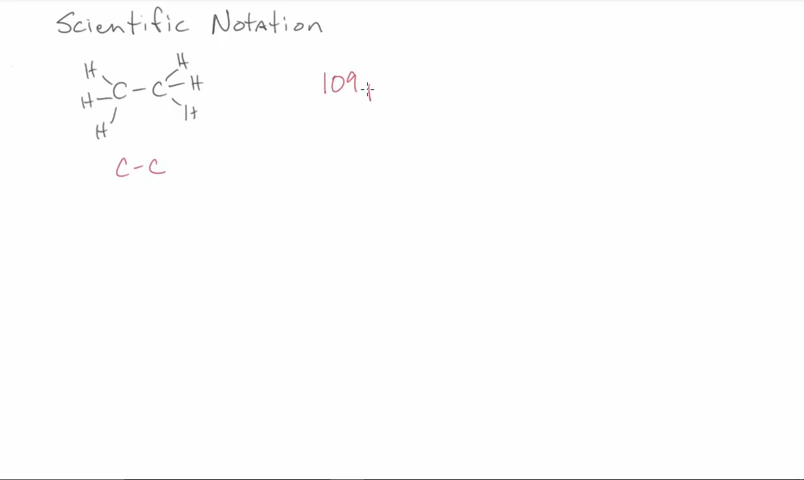 Scientific Notation
H H
C - C - H
H -
H H
109.
C - C